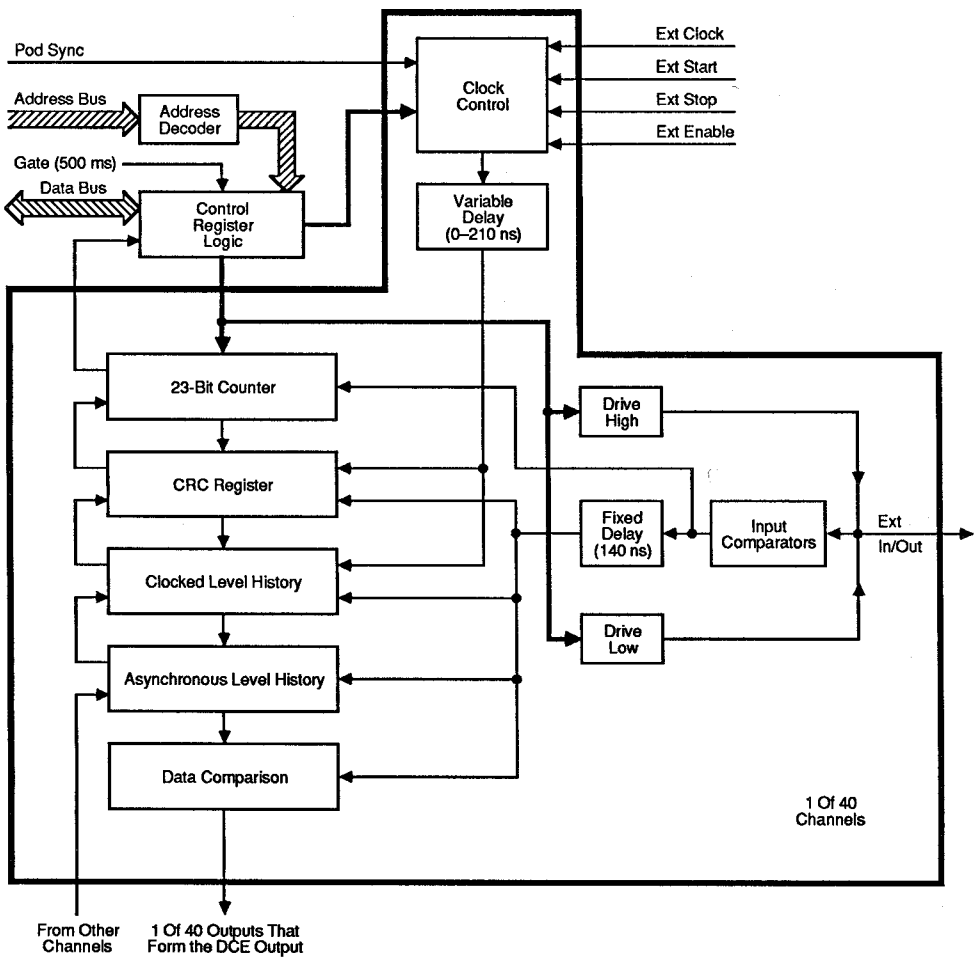 Pod Sync
Ext Clock
Ext Start
Ext Stop
Ext Enable
Clock
Control
Address Bus
Address
Decoder
Gate (500 ms)
Data Bus
Control
Register
Logic
Variable
Delay
(0–210 ns)
23-Bit Counter
Drive
High
CRC Register
Fixed
Delay
(140 ns)
Input
Comparators
Ext
In/Out
Clocked Level History
Drive
Low
Asynchronous Level History
Data Comparison
1 Of 40
Channels
From Other
Channels
1 Of 40 Outputs That
Form the DCE Output